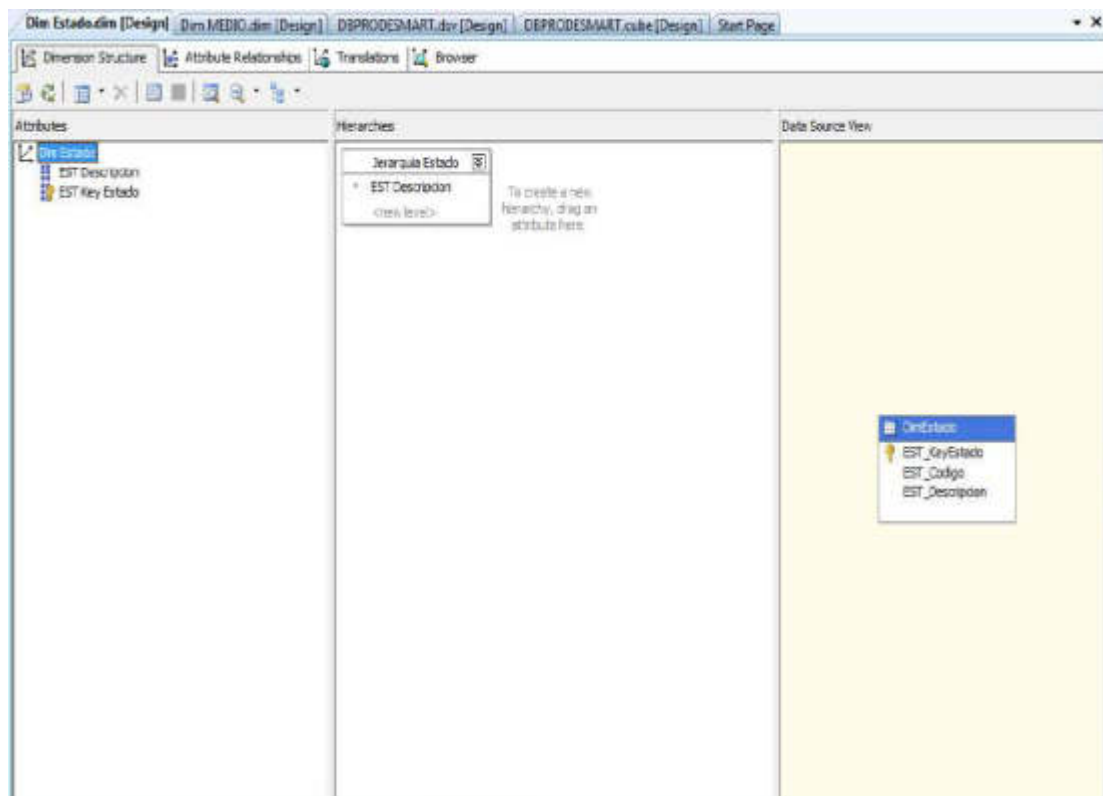 Dim Estado.dim [Design] Dim MEDIO.dim [Design] DBPRODESMART.dsv [Design] DBPRODESMART.cube [Design] Start Page
Dimension Structure Attribute Relationships Translations Browser
Attributes
Dim Estado
EST Descripcion
EST Key Estado
Hierarchies
Jerarquia Estado
EST Descripcion
<new level>
To create a new
hierarchy, drag an
attribute here.
Data Source View
DimEstado
EST_KeyEstado
EST_Codigo
EST_Descripcion